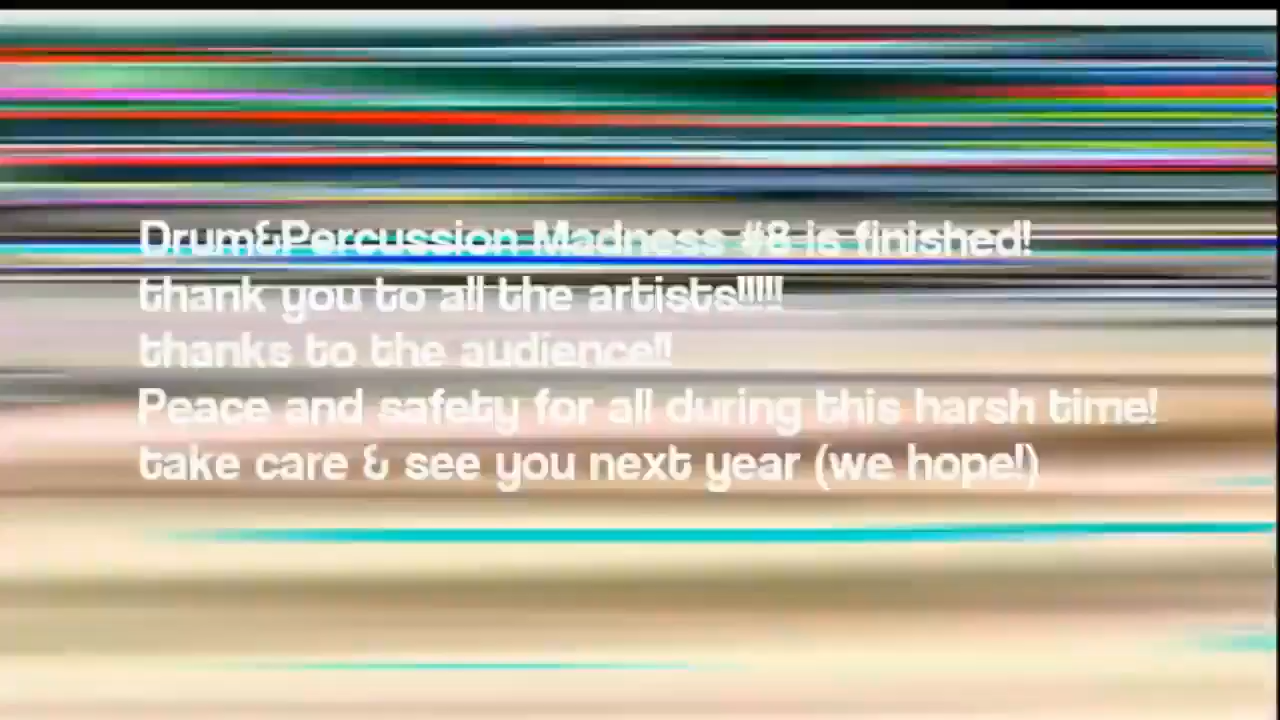 Drum&Percussion Madness #8 is finished!
thank you to all the artists!!!!!
thanks to the audience!!
Peace and safety for all during this harsh time!
take care & see you next year (we hope!)